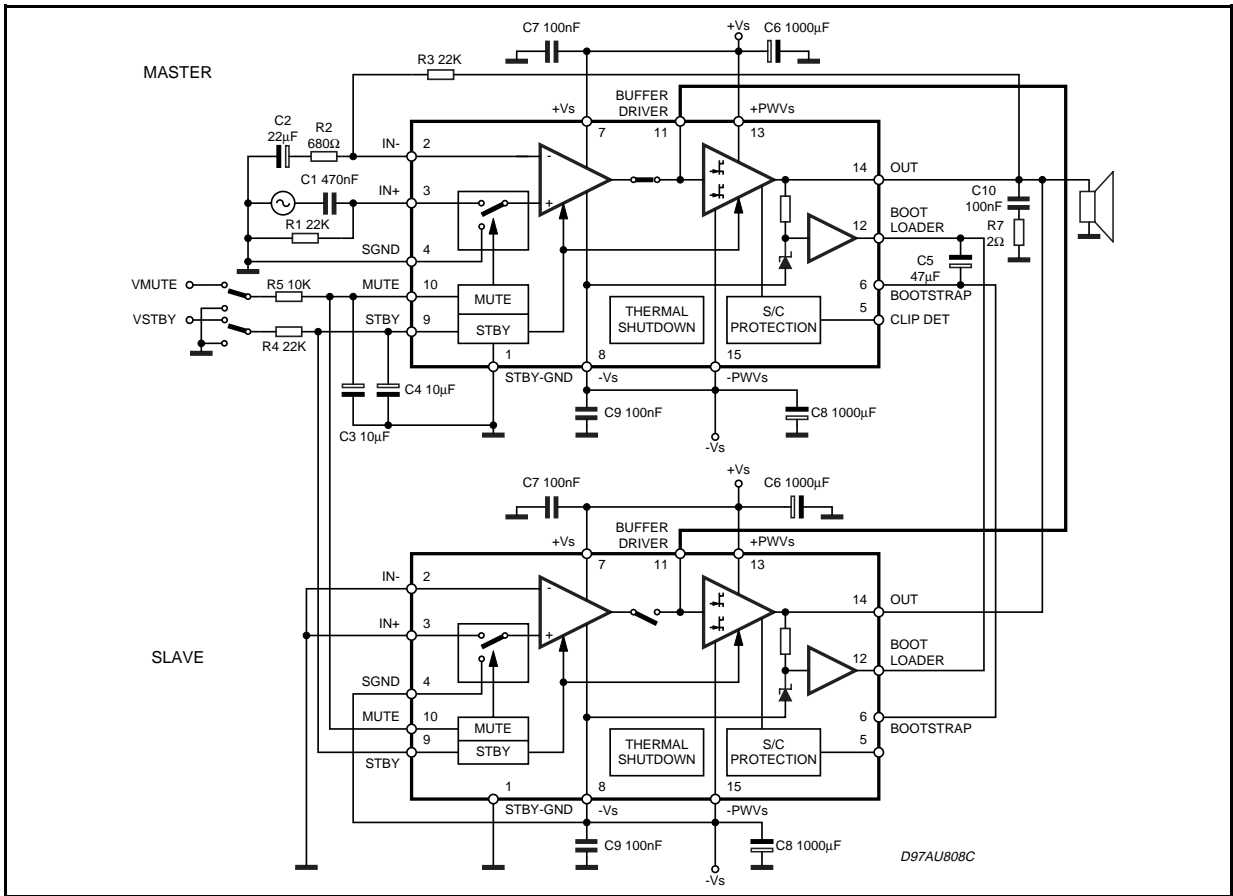 C7 100nF
+Vs
C6 1000μF
R3 22K
MASTER
BUFFER
DRIVER
+Vs
+PWVs
7
11
13
C2
22μF
R2
680Ω
IN-
2
-
14
OUT
C1 470nF
IN+
3
+
C10
100nF
R1 22K
BOOT
LOADER
12
R7
2Ω
SGND
4
C5
47μF
VMUTE
R5 10K
MUTE
10
MUTE
6
BOOTSTRAP
VSTBY
STBY
9
STBY
THERMAL
SHUTDOWN
S/C
PROTECTION
5
CLIP DET
R4 22K
1
8
15
STBY-GND
-Vs
-PWVs
C4 10μF
C3 10μF
C9 100nF
C8 1000μF
-Vs
+Vs
C7 100nF
C6 1000μF
BUFFER
DRIVER
+Vs
+PWVs
7
11
13
IN-
2
-
14
OUT
IN+
3
+
SLAVE
BOOT
LOADER
12
SGND
4
MUTE
10
MUTE
6
BOOTSTRAP
9
STBY
STBY
THERMAL
SHUTDOWN
S/C
PROTECTION
5
1
8
15
STBY-GND
-Vs
-PWVs
C9 100nF
C8 1000μF
-Vs
D97AU808C